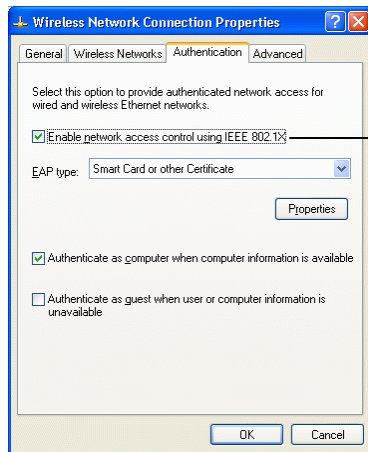 Wireless Network Connection Properties
General Wireless Networks Authentication Advanced
Select this option to provide authenticated network access for
wired and wireless Ethernet networks.
Enable network access control using IEEE 802.1X
EAP type: Smart Card or other Certificate
Properties
Authenticate as computer when computer information is available
Authenticate as guest when user or computer information is
unavailable
OK Cancel